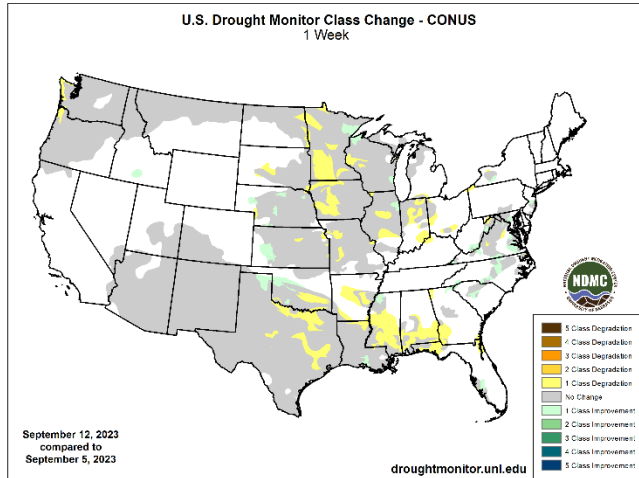 U.S. Drought Monitor Class Change - CONUS
1 Week
NDMC
5 Class Degradation
4 Class Degradation
3 Class Degradation
2 Class Degradation
1 Class Degradation
No Change
1 Class Improvement
2 Class Improvement
3 Class Improvement
4 Class Improvement
5 Class Improvement
September 12, 2023
compared to
September 5, 2023
droughtmonitor.unl.edu